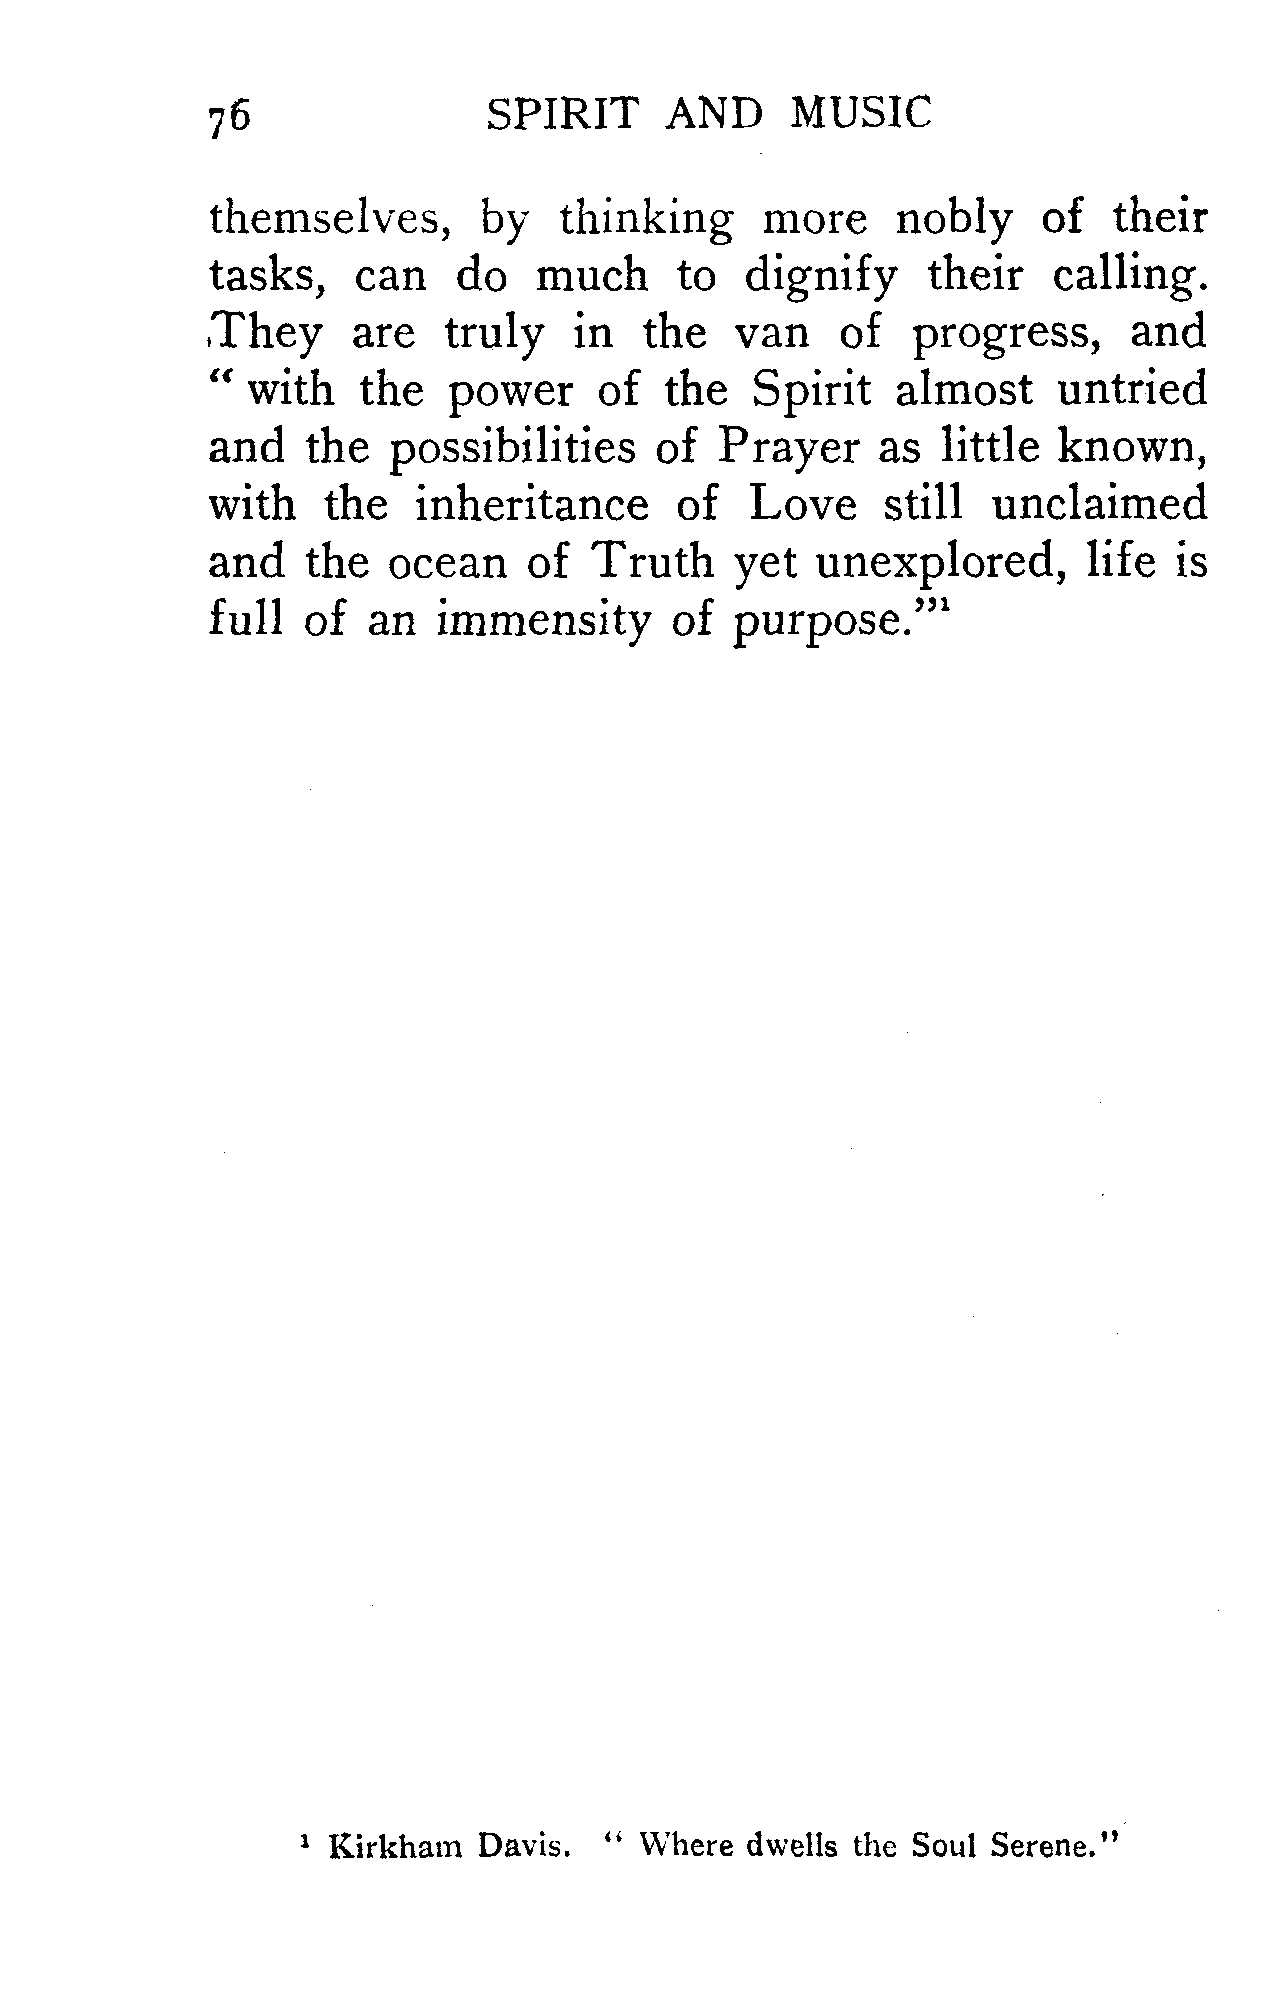 76 SPIRIT AND MUSIC
themselves, by thinking more nobly of their
tasks, can do much to dignify their calling.
They are truly in the van of progress, and
“ with the power of the Spirit almost untried
and the possibilities of Prayer as little known,
with the inheritance of Love still unclaimed
and the ocean of Truth yet unexplored, life is
full of an immensity of purpose.”¹
¹ Kirkham Davis. “ Where dwells the Soul Serene.”